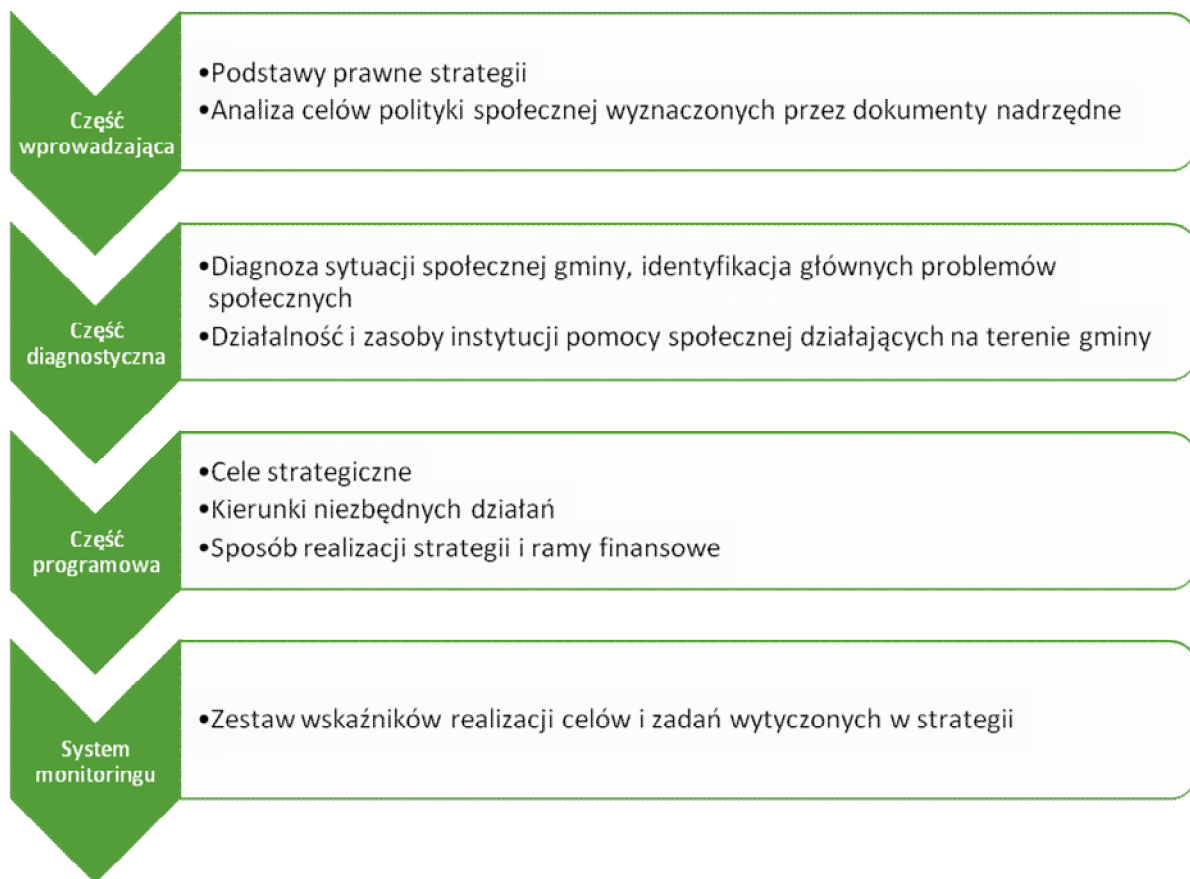 Część
wprowadzająca
•Podstawy prawne strategii
•Analiza celów polityki społecznej wyznaczonych przez dokumenty nadrzędne
Część
diagnostyczna
•Diagnoza sytuacji społecznej gminy, identyfikacja głównych problemów
społecznych
•Działalność i zasoby instytucji pomocy społecznej działających na terenie gminy
Część
programowa
•Cele strategiczne
•Kierunki niezbędnych działań
•Sposób realizacji strategii i ramy finansowe
System
monitoringu
•Zestaw wskaźników realizacji celów i zadań wytyczonych w strategii